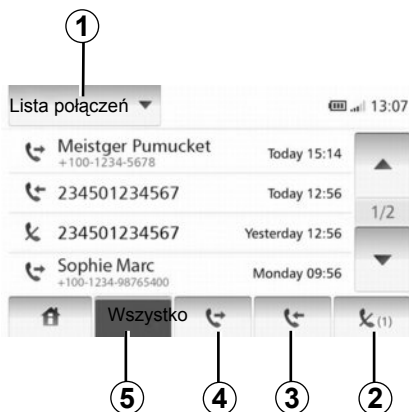 1
Lista połączeń
13:07
Meistger Pumucket Today 15:14
+100-1234-5678
234501234567 Today 12:56
1/2
234501234567 Yesterday 12:56
Sophie Marc Monday 09:56
+100-1234-98765400
Wszystko (1)
5 4 3 2